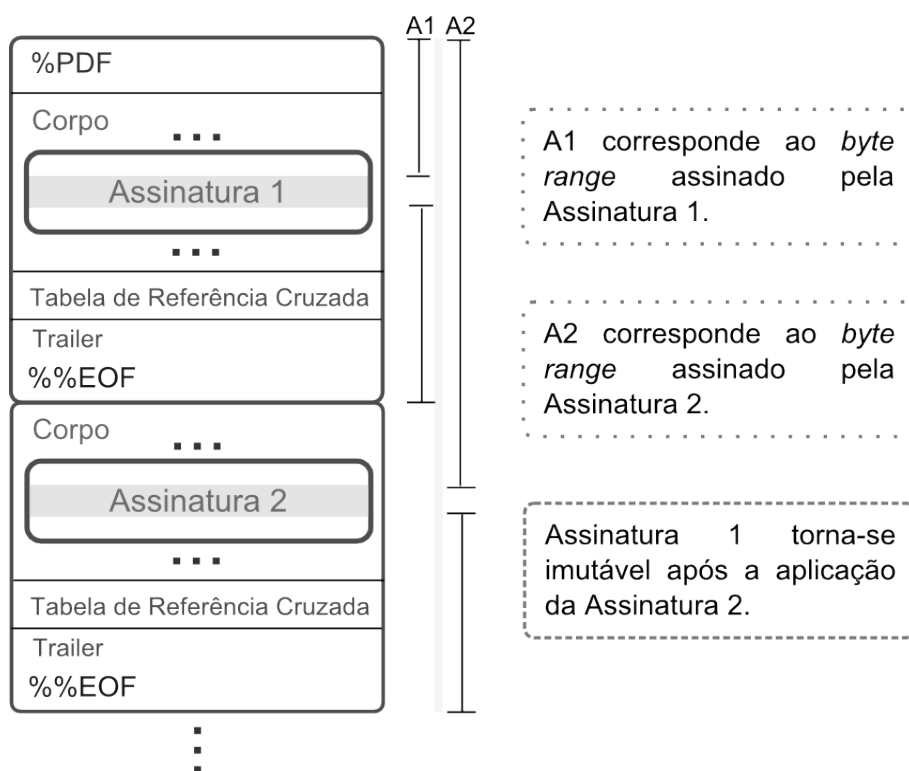 A1 A2
%PDF
Corpo
Assinatura 1
Tabela de Referência Cruzada
Trailer
%%EOF
Corpo
Assinatura 2
Tabela de Referência Cruzada
Trailer
%%EOF
A1 corresponde ao byte
range assinado pela
Assinatura 1.
A2 corresponde ao byte
range assinado pela
Assinatura 2.
Assinatura 1 torna-se
imutável após a aplicação
da Assinatura 2.